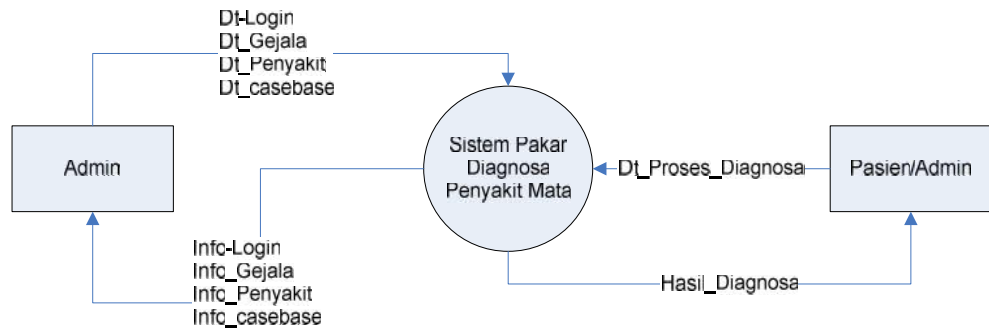 Dt-Login
Dt_Gejala
Dt_Penyakit
Dt_casebase
Admin
Sistem Pakar
Diagnosa
Penyakit Mata
Dt_Proses_Diagnosa
Pasien/Admin
Info-Login
Info_Gejala
Info_Penyakit
Info_casebase
Hasil_Diagnosa